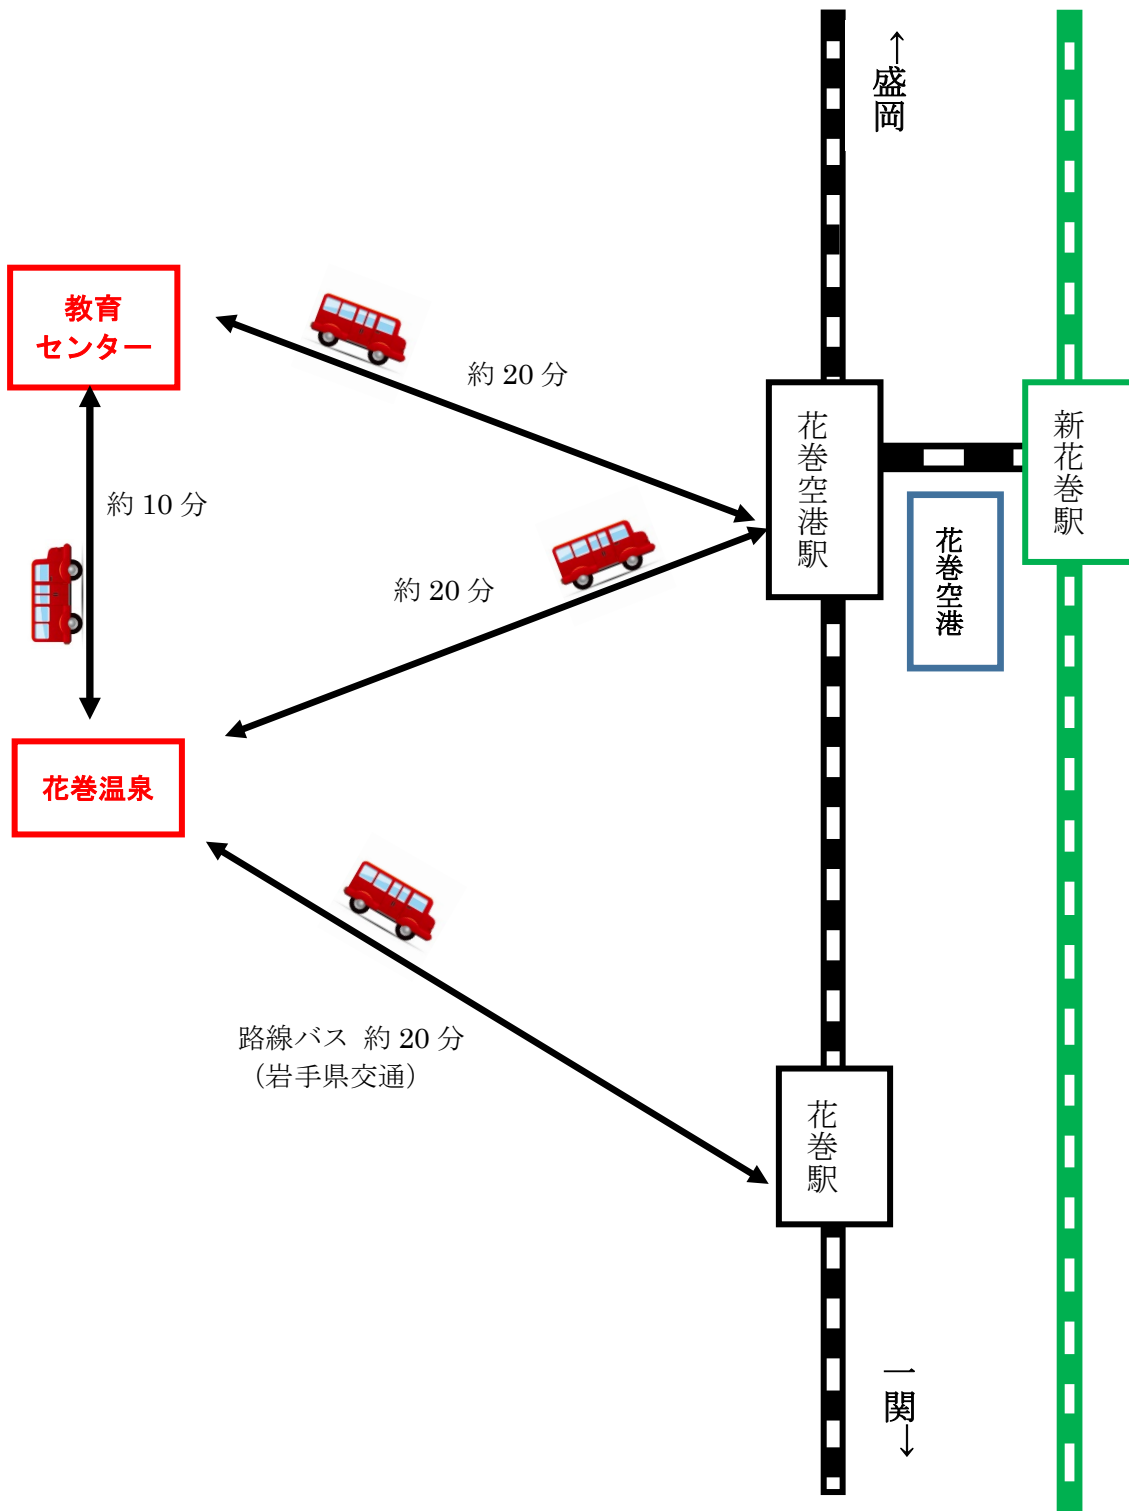 ↑盛岡
教育
センター
約 20 分
花巻空港駅
新花巻駅
約 10 分
花巻空港
約 20 分
花巻温泉
路線バス 約 20 分
（岩手県交通）
花巻駅
一関↓